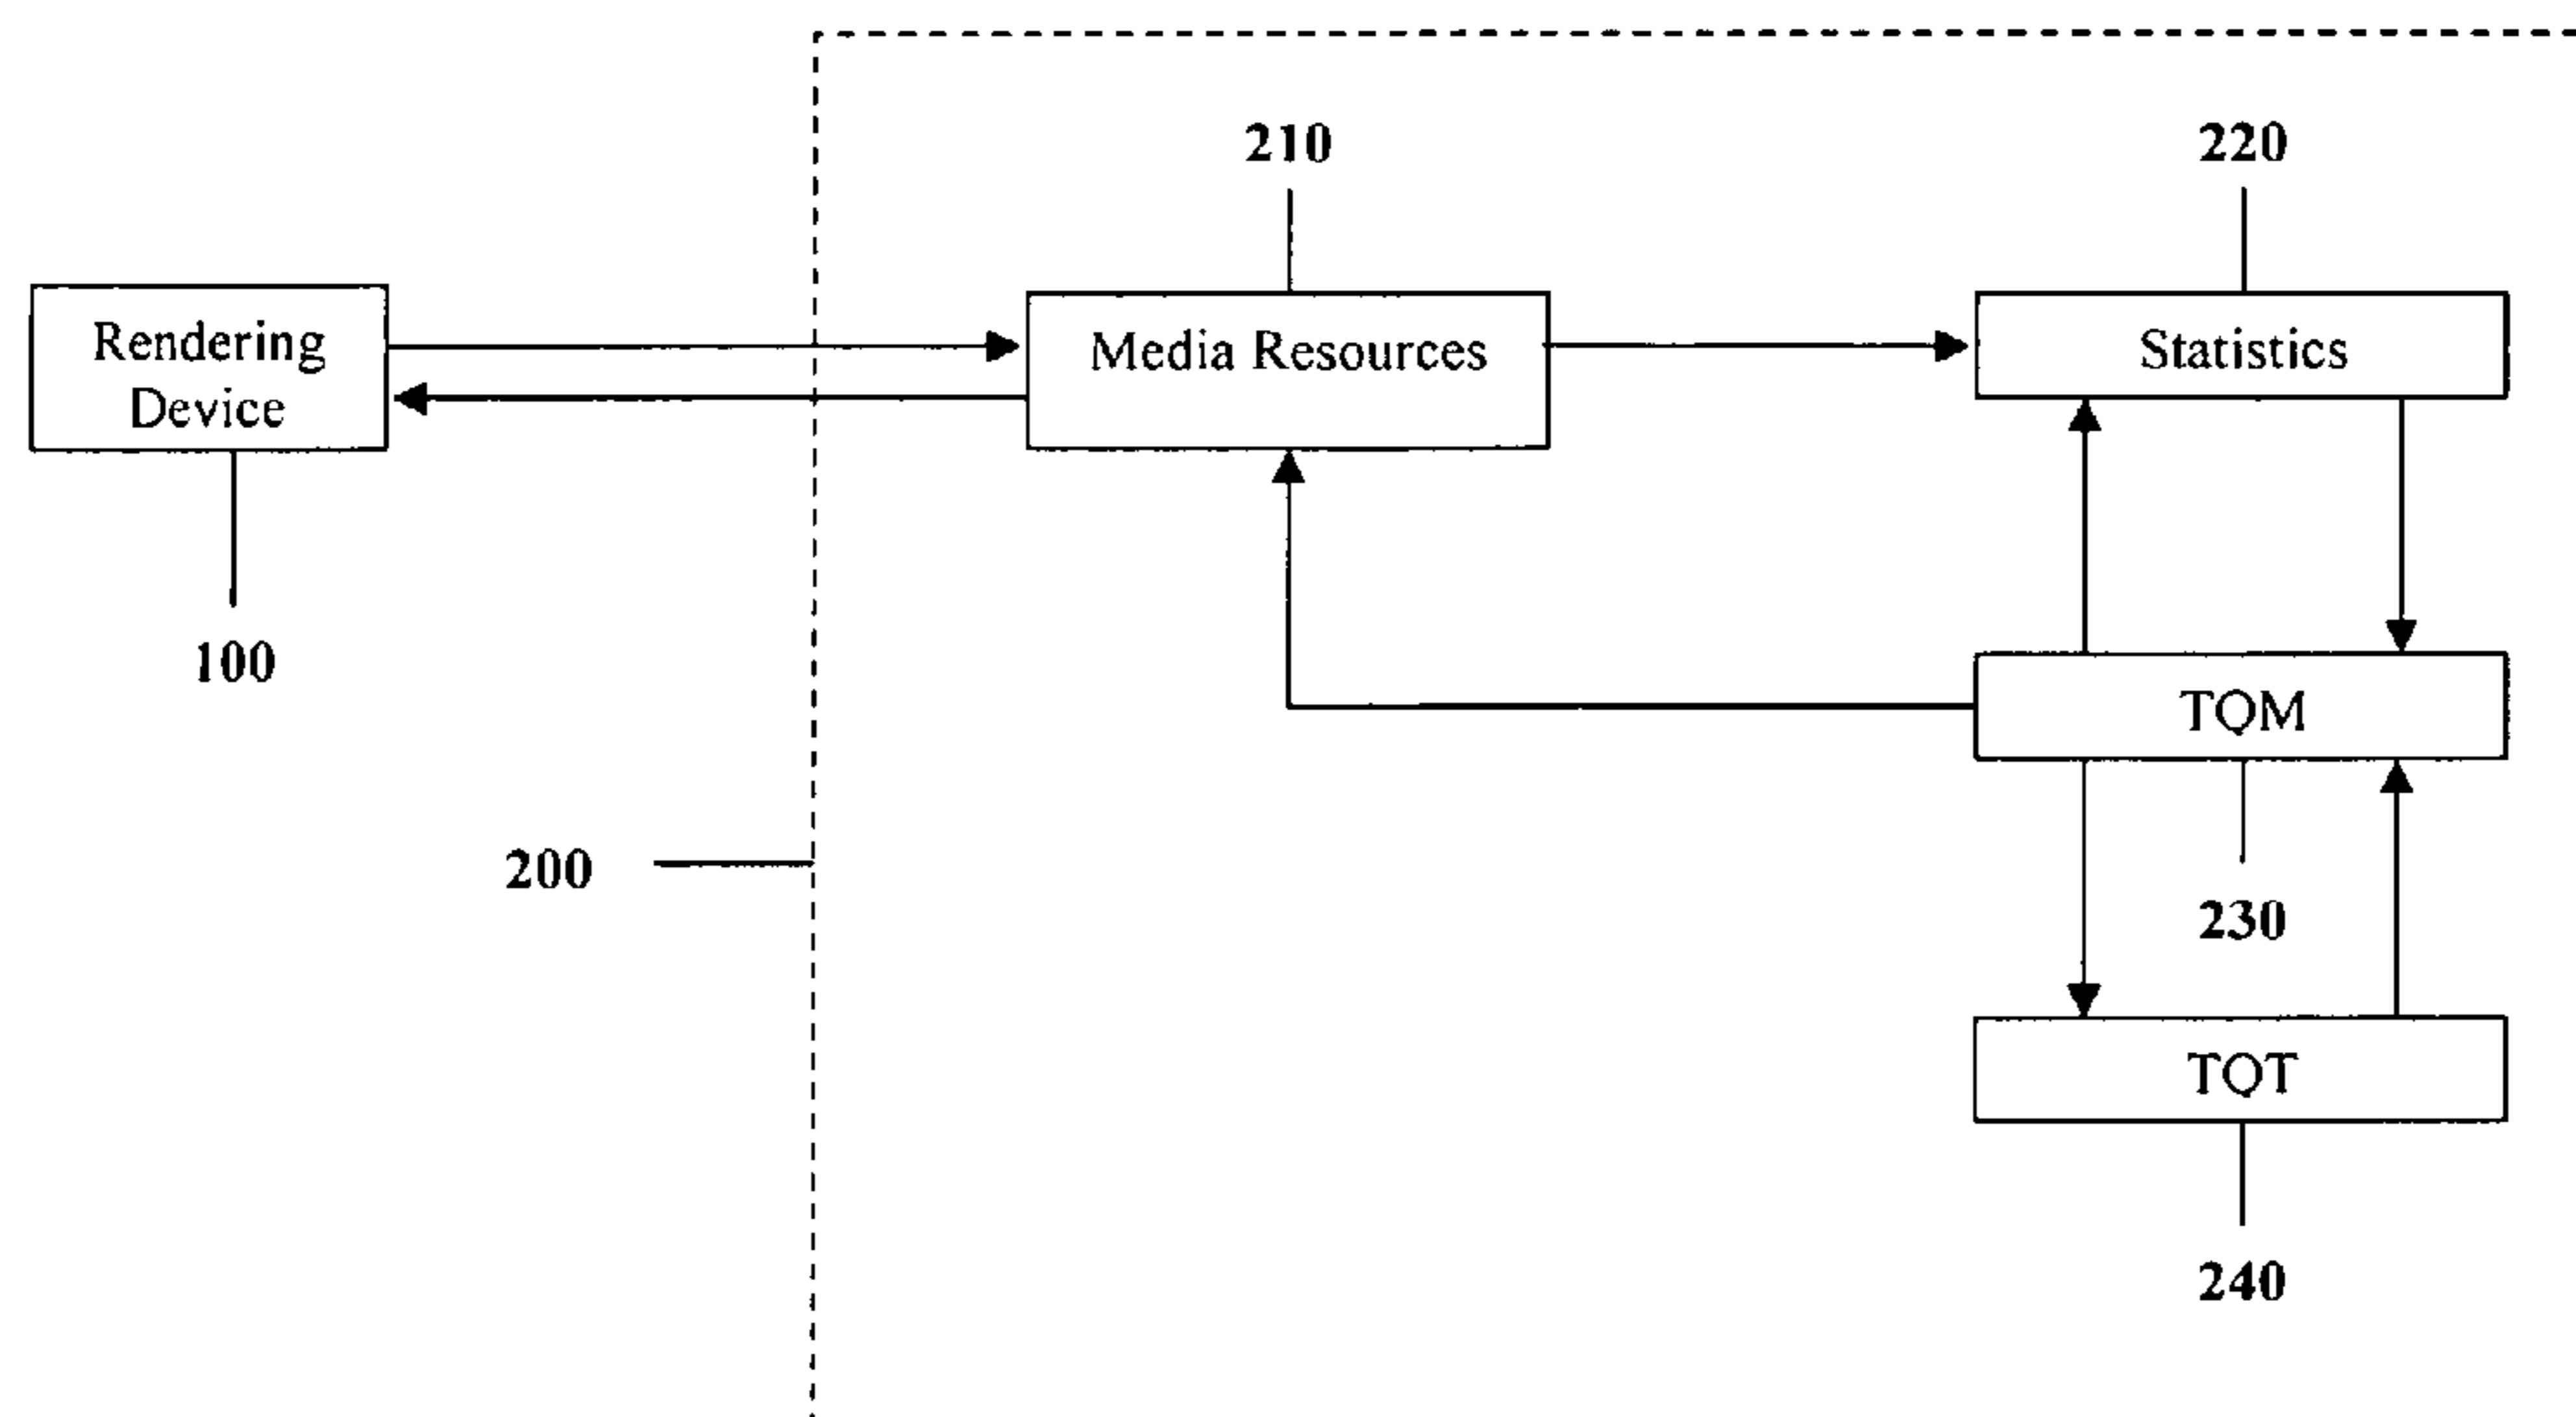 210
220
Rendering
Device
Media Resources
Statistics
100
TQM
200
230
TQT
240